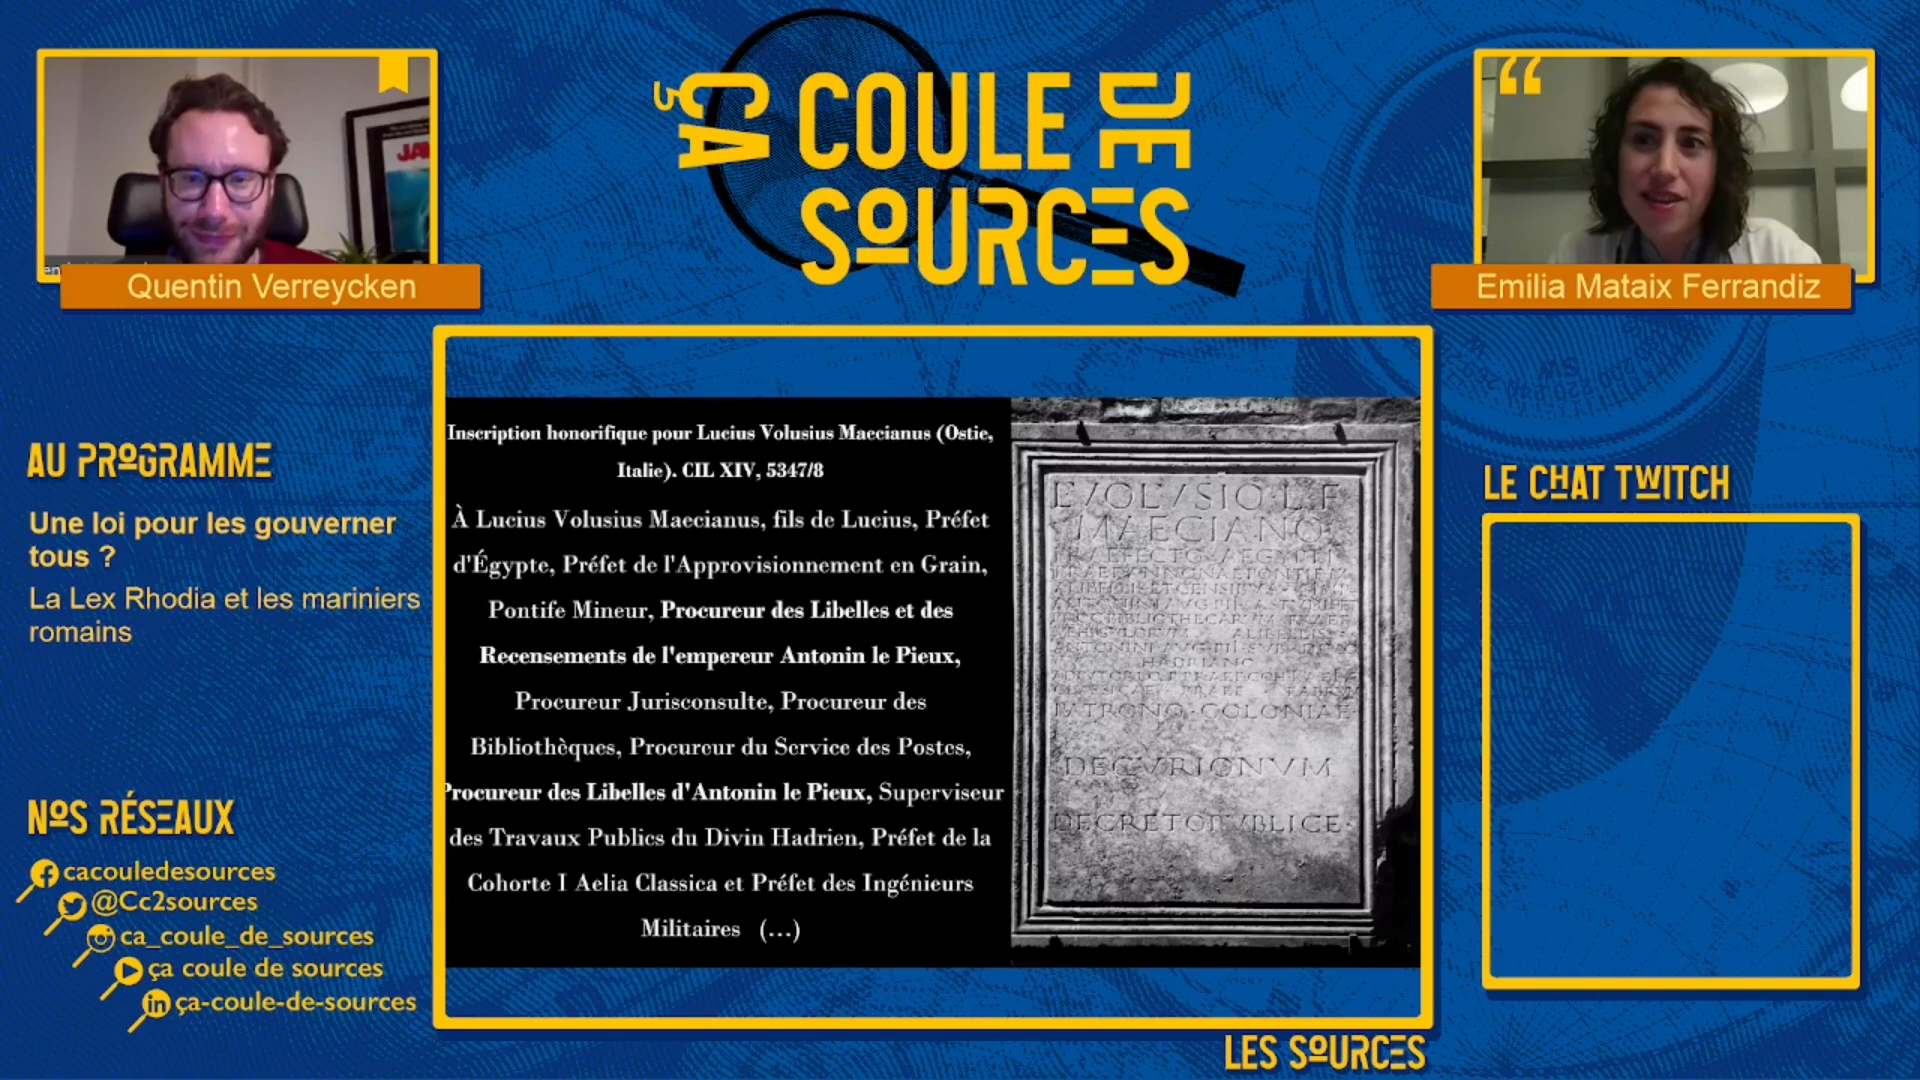 ÇA COULE DE
SOURCES
Quentin Verreycken
Emilia Mataix Ferrandiz
JA
AU PROGRAMME
Une loi pour les gouverner
tous ?
La Lex Rhodia et les mariniers
romains
NOS RÉSEAUX
cacouledesources
@Cc2sources
ca_coule_de_sources
ça coule de sources
ça-coule-de-sources
Inscription honorifique pour Lucius Volusius Maecianus (Ostie,
Italie). CIL XIV, 5347/8
À Lucius Volusius Maecianus, fils de Lucius, Préfet
d'Égypte, Préfet de l'Approvisionnement en Grain,
Pontife Mineur, Procureur des Libelles et des
Recensements de l'empereur Antonin le Pieux,
Procureur Jurisconsulte, Procureur des
Bibliothèques, Procureur du Service des Postes,
Procureur des Libelles d'Antonin le Pieux, Superviseur
des Travaux Publics du Divin Hadrien, Préfet de la
Cohorte I Aelia Classica et Préfet des Ingénieurs
Militaires (...)
L VOLVSIO L F
MAECIANO
PRAEFECTO AEGYPTI
HADRIANO
PATRONO COLONIAE
DECVRIONVM
DECRETO PVBLICE
LE CHAT TWITCH
LES SOURCES